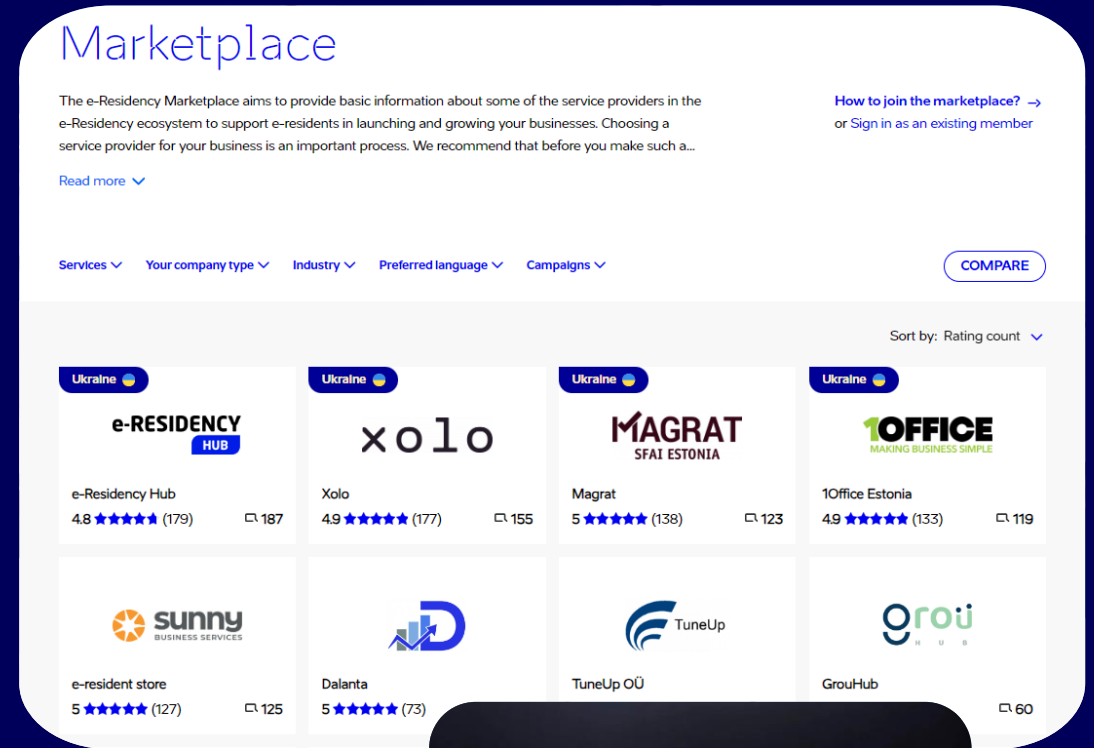 Marketplace
The e-Residency Marketplace aims to provide basic information about some of the service providers in the
e-Residency ecosystem to support e-residents in launching and growing your businesses. Choosing a
service provider for your business is an important process. We recommend that before you make such a...
How to join the marketplace? →
or Sign in as an existing member
Read more
Services
Your company type
Industry
Preferred language
Campaigns
COMPARE
Sort by: Rating count
Ukraine
e-RESIDENCY
HUB
e-Residency Hub
4.8 (179) 187
Ukraine
xolo
Xolo
4.9 (177) 155
Ukraine
MAGRAT
SFAI ESTONIA
Magrat
5 (138) 123
Ukraine
1OFFICE
MAKING BUSINESS SIMPLE
1Office Estonia
4.9 (133) 119
sunny
BUSINESS SERVICES
e-resident store
5 (127) 125
D
Dalanta
5 (73)
TuneUp
TuneUp OÜ
groü
HUB
GrouHub
60